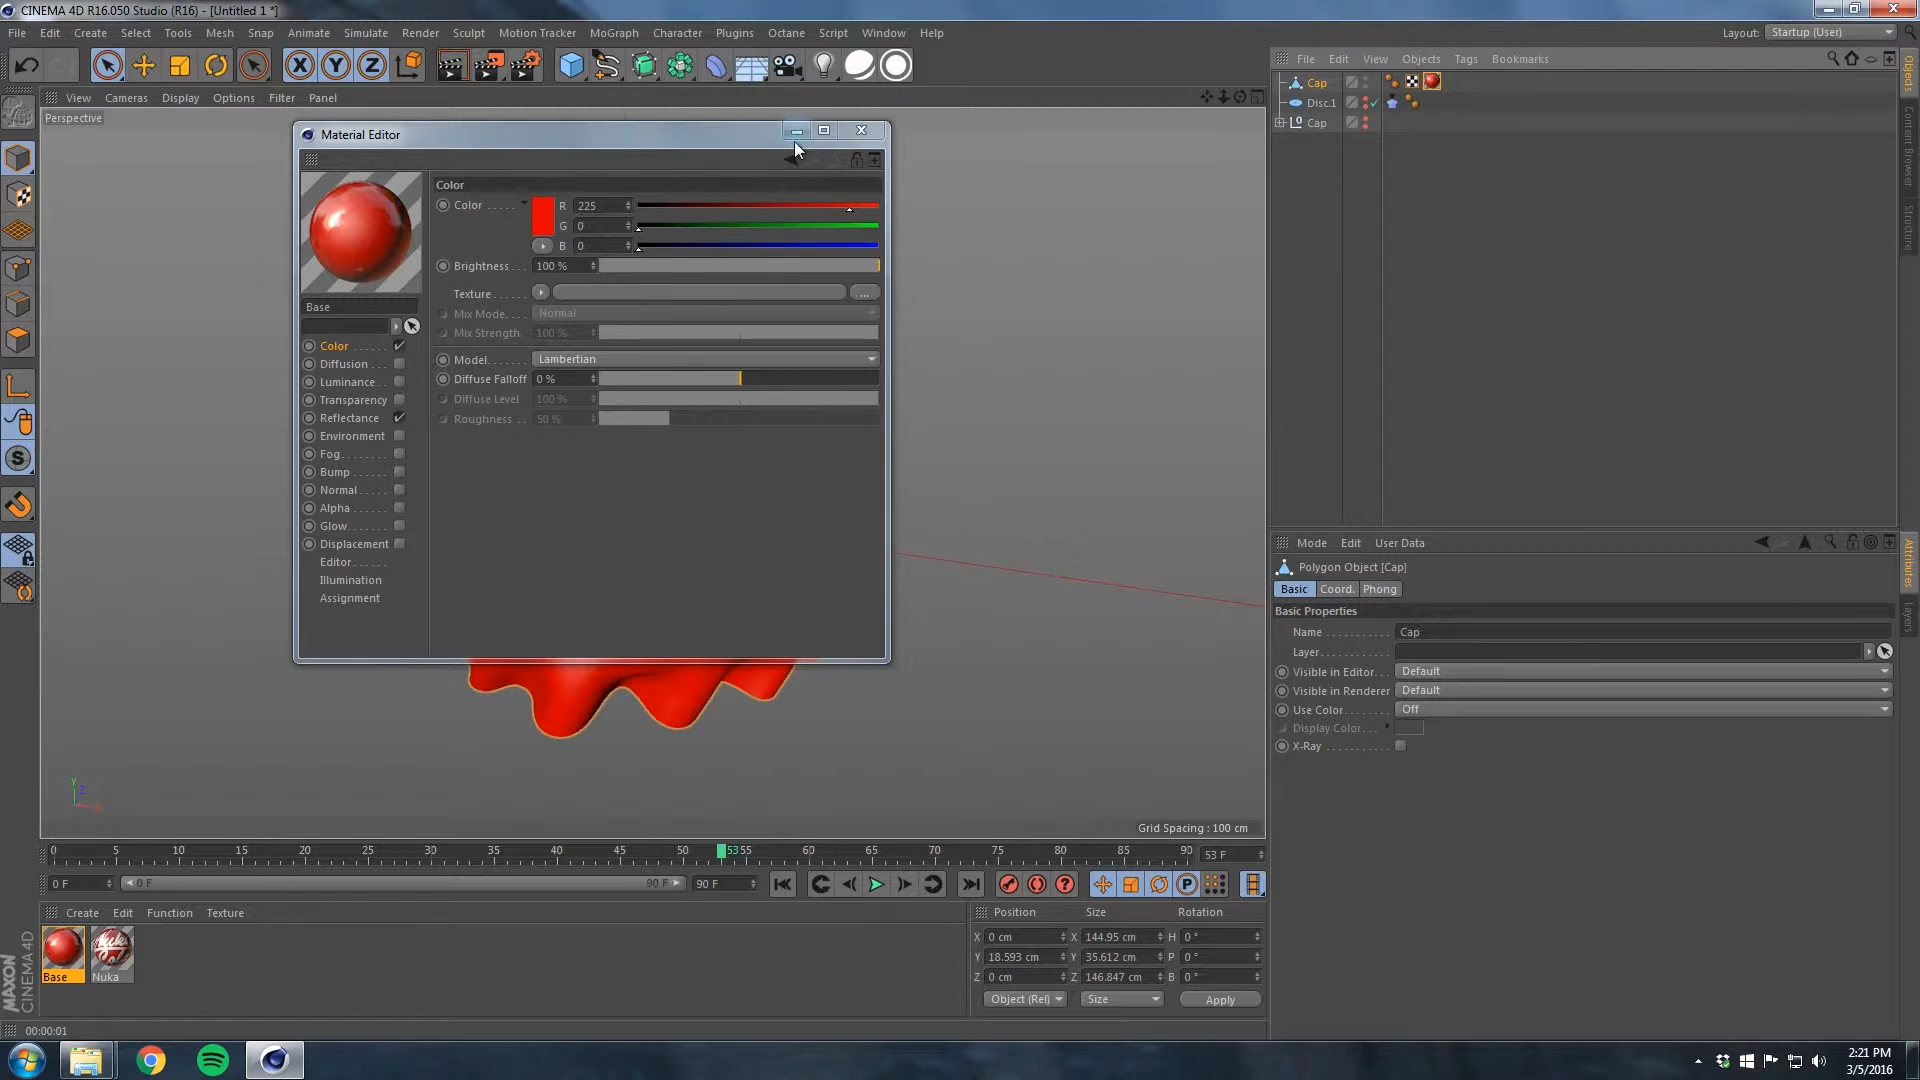 CINEMA 4D R16.050 Studio (R16) - [Untitled 1 *]
File Edit Create Select Tools Mesh Snap Animate Simulate Render Sculpt Motion Tracker MoGraph Character Plugins Octane Script Window Help
Layout: Startup (User)
X Y Z
File Edit View Objects Tags Bookmarks
View Cameras Display Options Filter Panel
Perspective
Cap
Disc.1
Cap
Objects
Content Browser
Structure
Material Editor
Color
Color R 225
G 0
B 0
Brightness 100 %
Texture ...
Mix Mode Normal
Mix Strength 100 %
Model Lambertian
Diffuse Falloff 0 %
Diffuse Level 100 %
Roughness 50 %
Base
Color
Diffusion
Luminance
Transparency
Reflectance
Environment
Fog
Bump
Normal
Alpha
Glow
Displacement
Editor
Illumination
Assignment
Mode Edit User Data
Polygon Object [Cap]
Basic Coord. Phong
Basic Properties
Name Cap
Layer
Visible in Editor Default
Visible in Renderer Default
Use Color Off
Display Color
X-Ray
Attributes
Layers
Grid Spacing : 100 cm
0 5 10 15 20 25 30 35 40 45 50 5355 60 65 70 75 80 85 90 53 F
0 F 0 F 90 F 90 F
Create Edit Function Texture
Base
Nuka
Position Size Rotation
X 0 cm X 144.95 cm H 0 °
Y 18.593 cm Y 35.612 cm P 0 °
Z 0 cm Z 146.847 cm B 0 °
Object (Rel) Size Apply
MAXON
CINEMA 4D
00:00:01
2:21 PM
3/5/2016